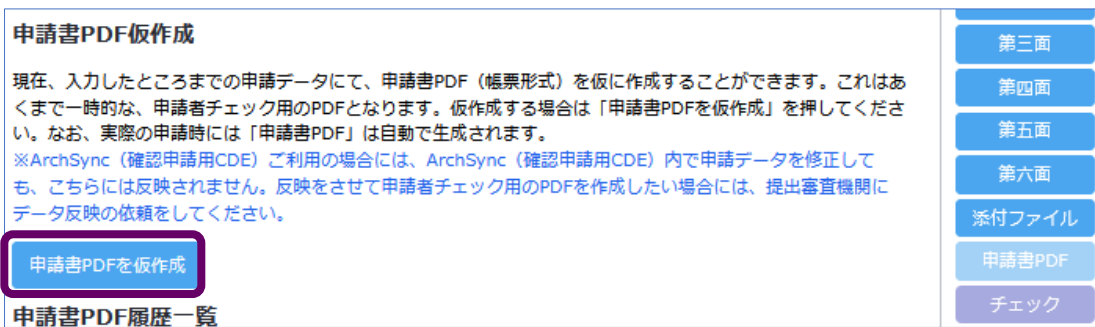 申請書PDF仮作成
現在、入力したところまでの申請データにて、申請書PDF（帳票形式）を仮に作成することができます。これはあ
くまで一時的な、申請者チェック用のPDFとなります。仮作成する場合は「申請書PDFを仮作成」を押してくださ
い。なお、実際の申請時には「申請書PDF」は自動で生成されます。
※ArchSync（確認申請用CDE）ご利用の場合には、ArchSync（確認申請用CDE）内で申請データを修正して
も、こちらには反映されません。反映をさせて申請者チェック用のPDFを作成したい場合には、提出審査機関に
データ反映の依頼をしてください。
申請書PDFを仮作成
申請書PDF履歴一覧
第三面
第四面
第五面
第六面
添付ファイル
申請書PDF
チェック